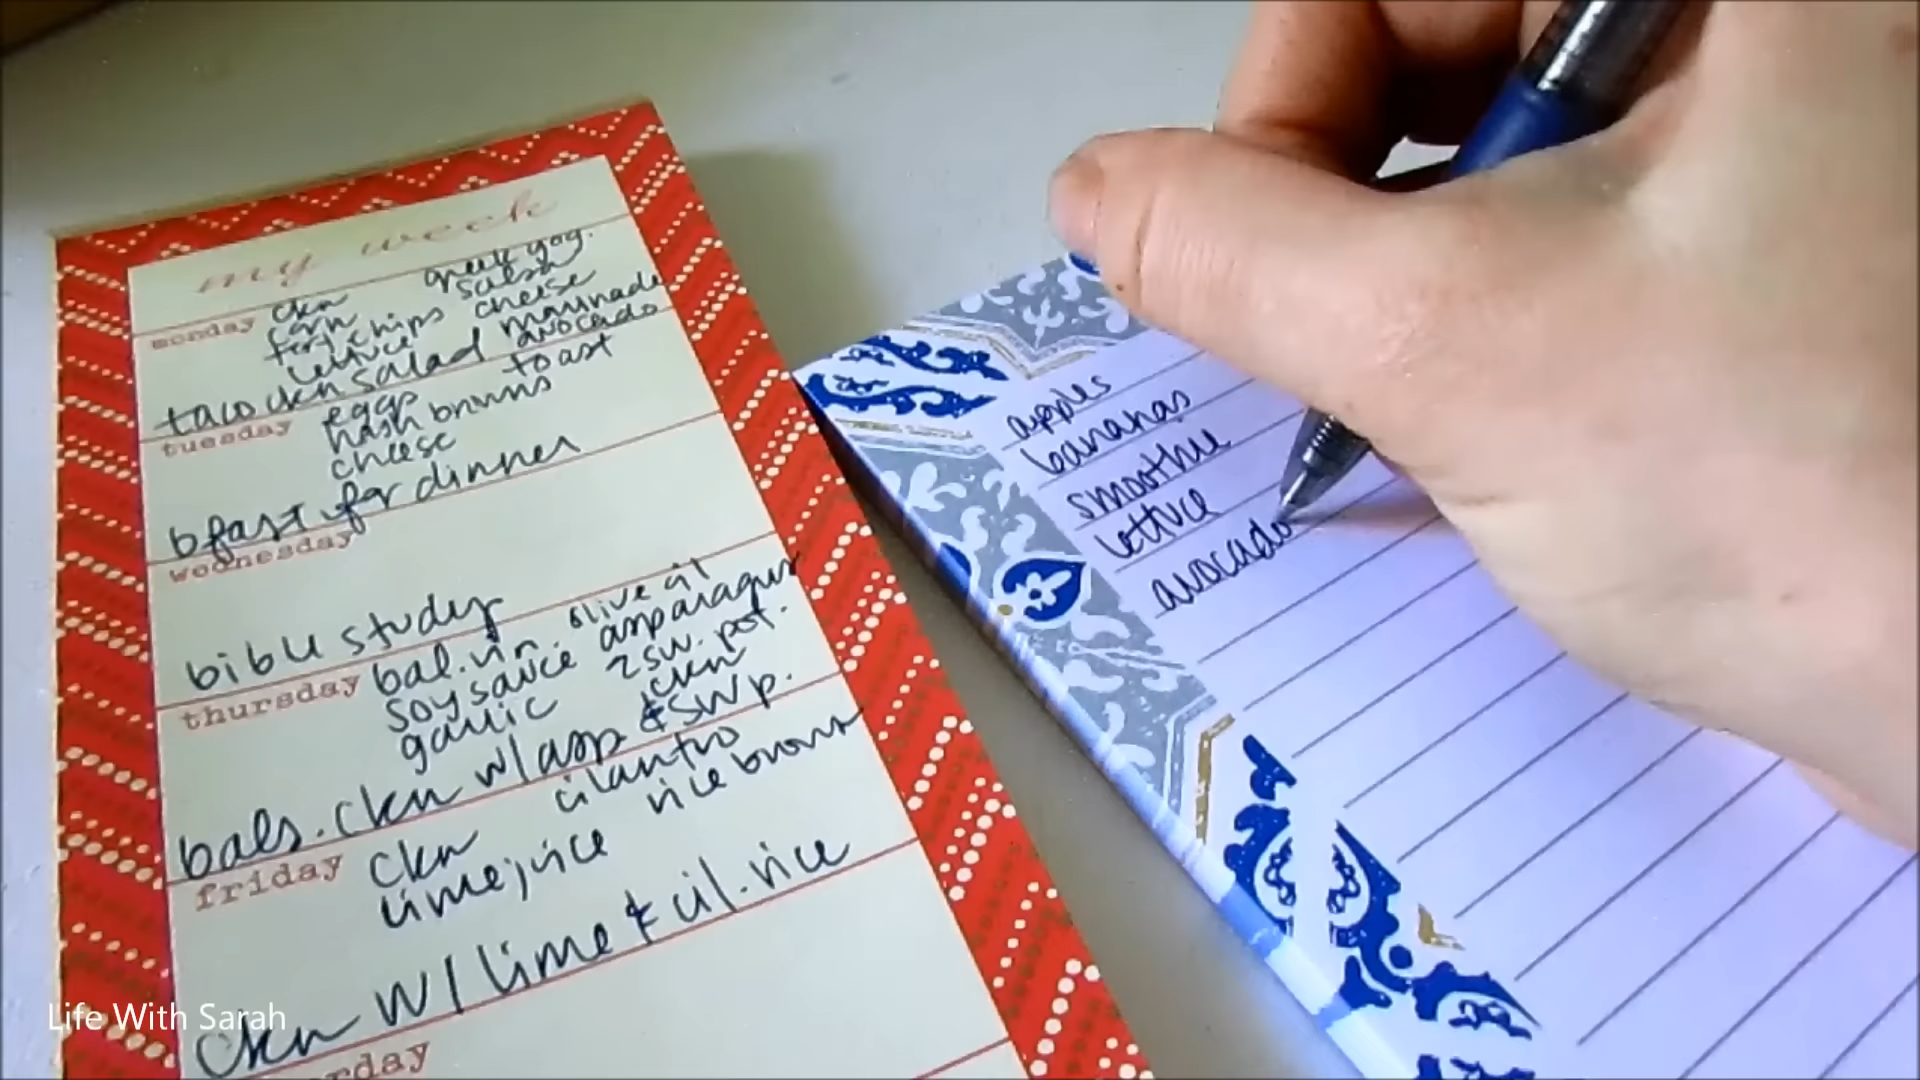 my week
monday
ckn
corn
tort chips
lettuce
greek yog.
salsa
cheese
marinade
avocado
taco ckn salad
tuesday
eggs
hash browns
cheese
toast
bfast for dinner
wednesday
bible study
thursday
bal. vin.
soy sauce
garlic
olive oil
asparagus
2 sw. pot.
ckn
bals. ckn w/ asp & sw p.
friday
ckn
lime juice
cilantro
rice brown
ckn w/ lime & cil. rice
rday
apples
bananas
smoothie
lettuce
avocado
Life With Sarah